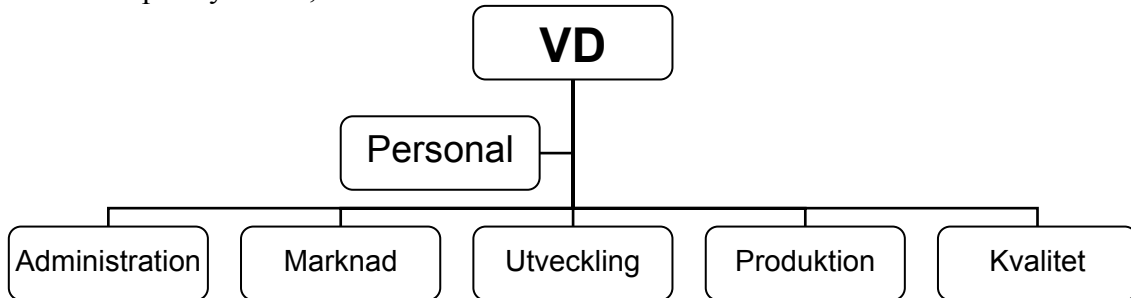 VD
Personal
Administration
Marknad
Utveckling
Produktion
Kvalitet